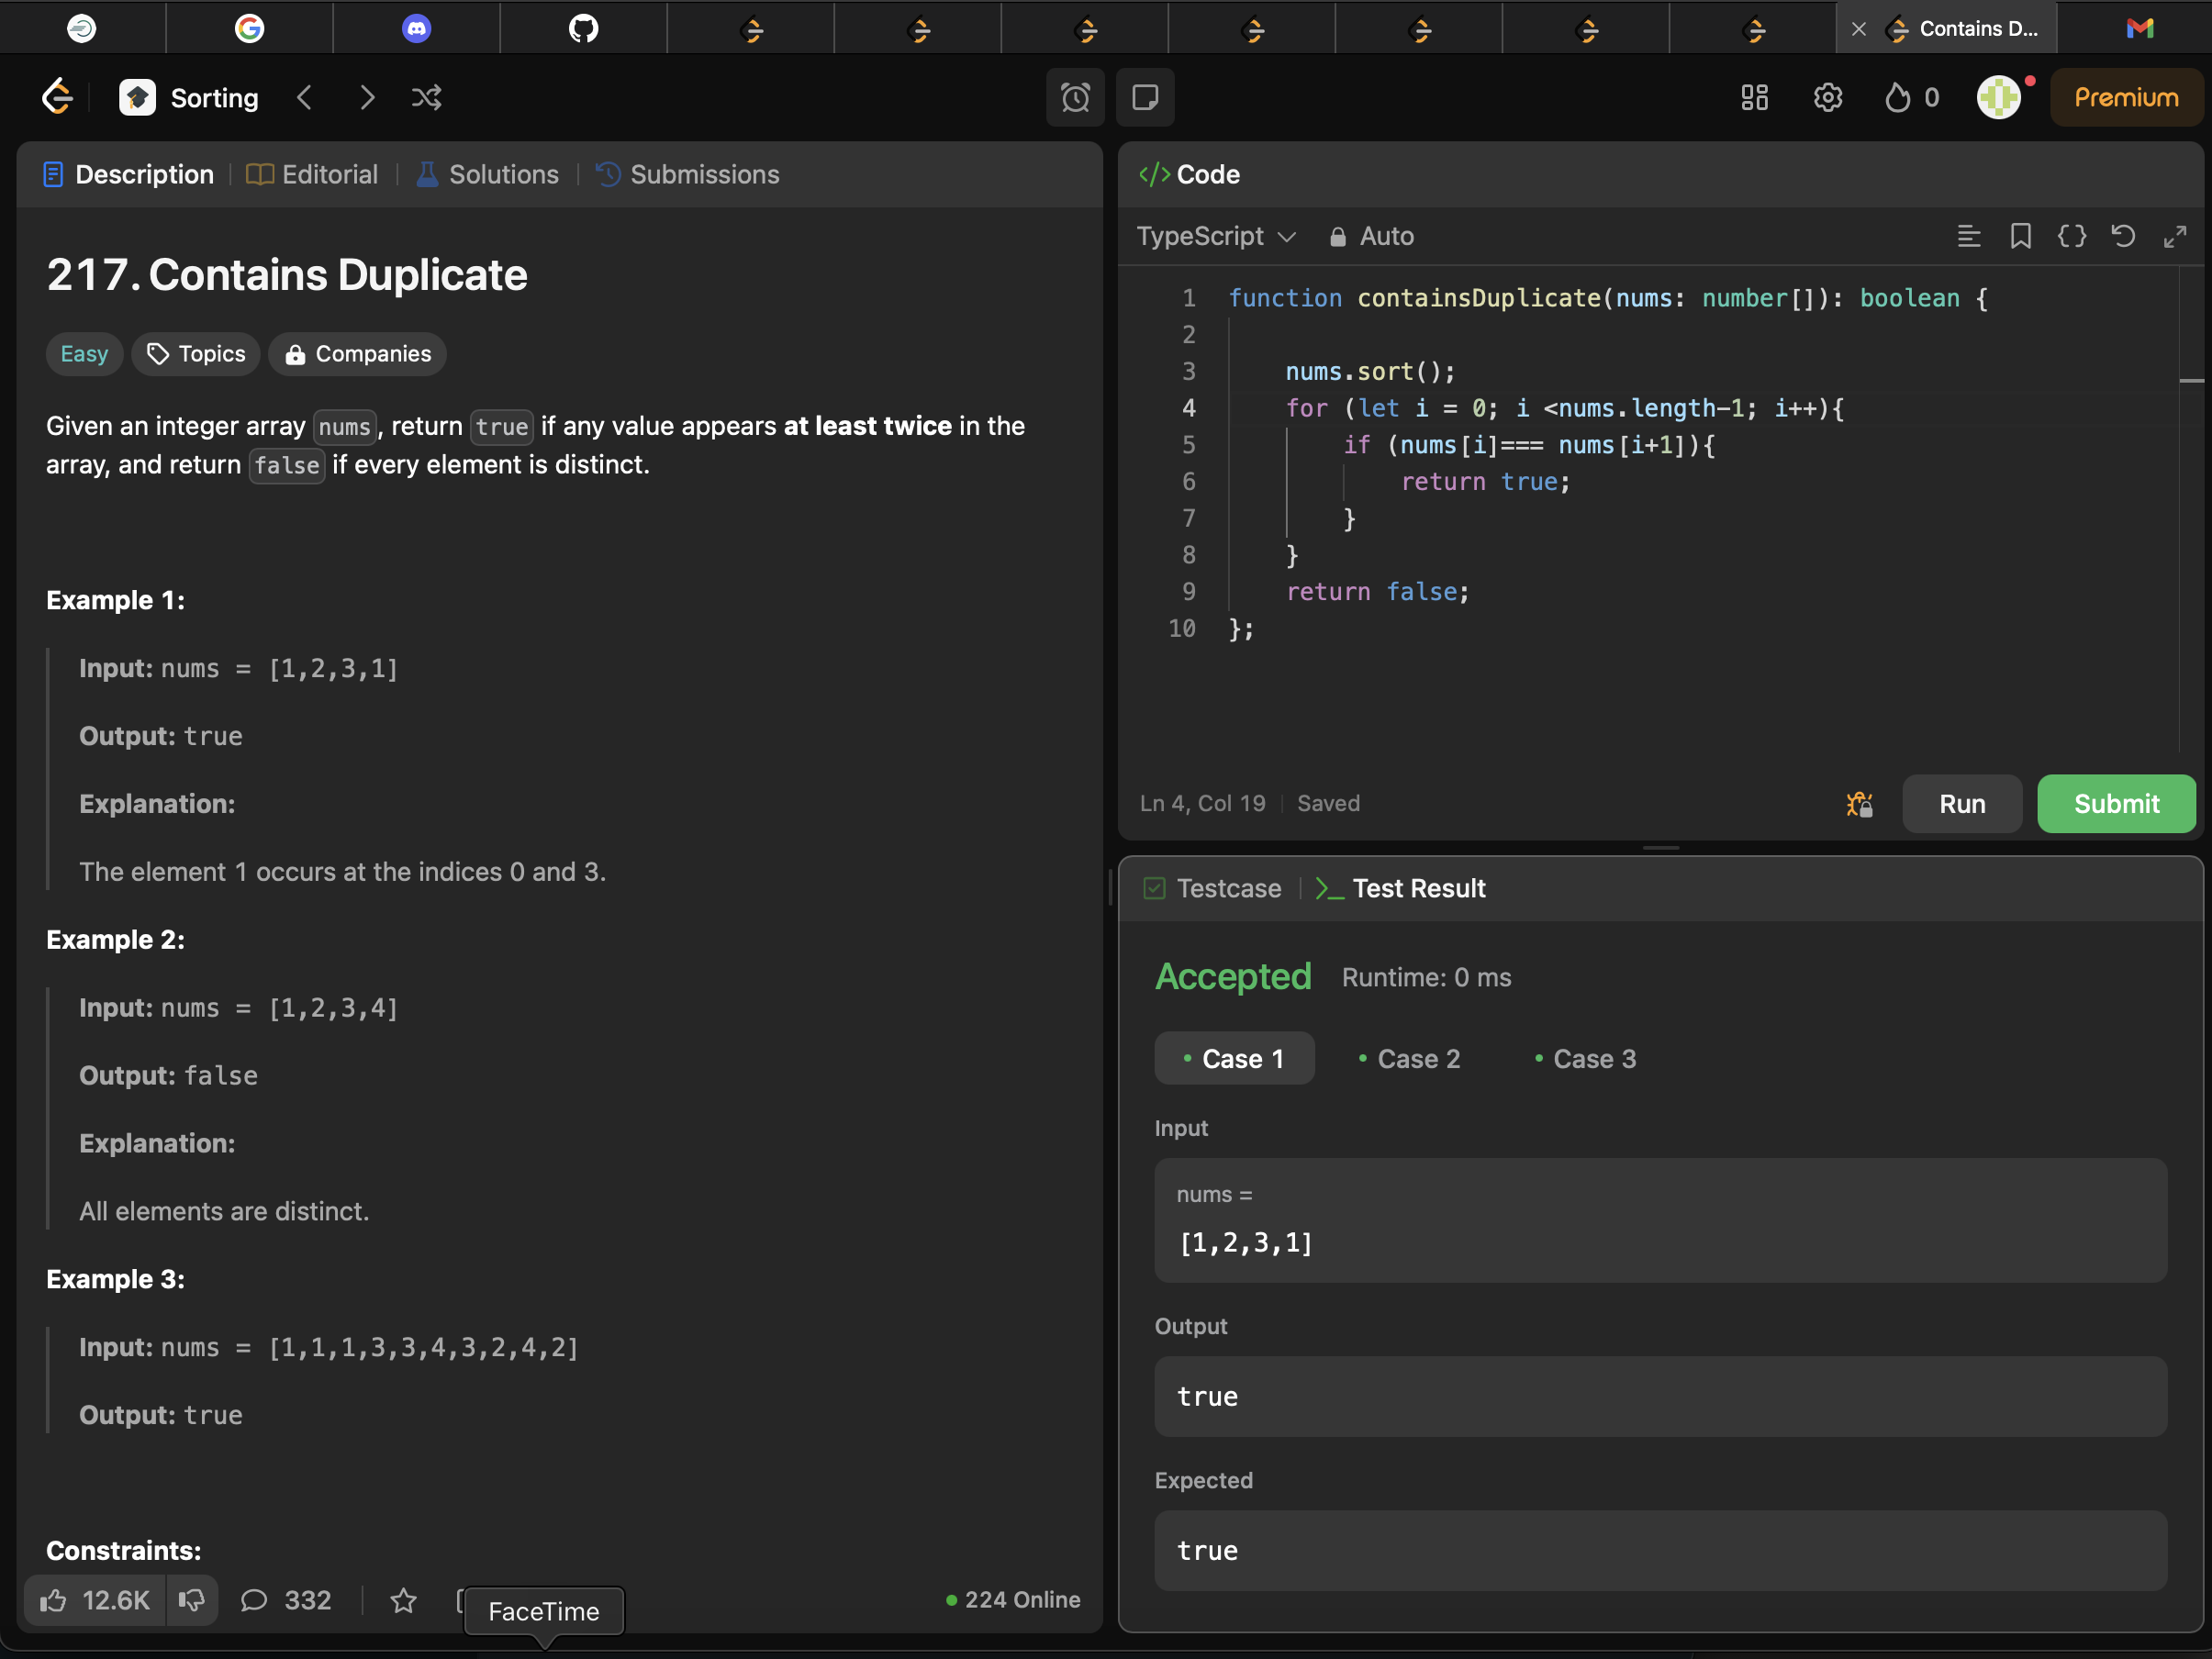 Contains D...
Sorting
0
Premium
Description
Editorial
Solutions
Submissions
217. Contains Duplicate
Easy
Topics
Companies
Given an integer array nums, return true if any value appears at least twice in the
array, and return false if every element is distinct.
Example 1:
Input: nums = [1,2,3,1]
Output: true
Explanation:
The element 1 occurs at the indices 0 and 3.
Example 2:
Input: nums = [1,2,3,4]
Output: false
Explanation:
All elements are distinct.
Example 3:
Input: nums = [1,1,1,3,3,4,3,2,4,2]
Output: true
Constraints:
12.6K
332
FaceTime
224 Online
</> Code
TypeScript
Auto
1 function containsDuplicate(nums: number[]): boolean {
2
3 nums.sort();
4 for (let i = 0; i <nums.length-1; i++){
5 if (nums[i]=== nums[i+1]){
6 return true;
7 }
8 }
9 return false;
10 };
Ln 4, Col 19
Saved
Run
Submit
Testcase
Test Result
Accepted
Runtime: 0 ms
Case 1
Case 2
Case 3
Input
nums =
[1,2,3,1]
Output
true
Expected
true